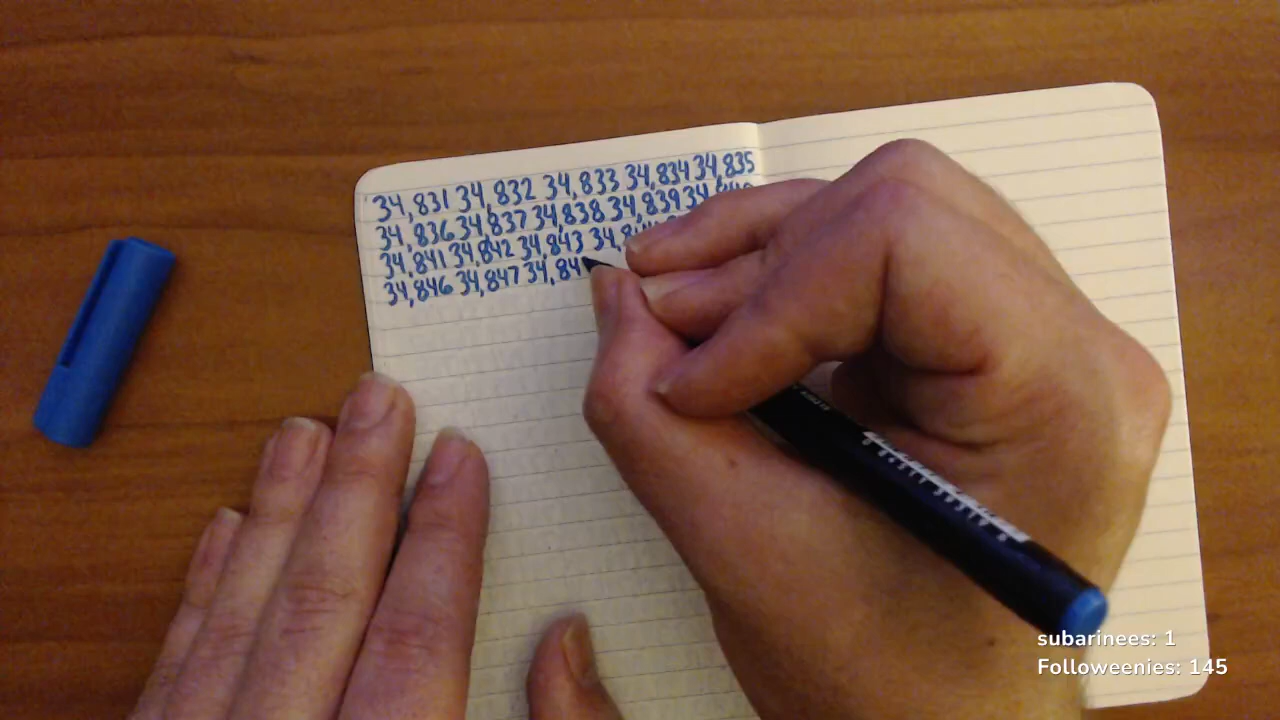 34,831 34,832 34,833 34,834 34,835
34,836 34,837 34,838 34,839 34
34,841 34,842 34,843
34,846 34,847
subarinees: 1
Followeenies: 145